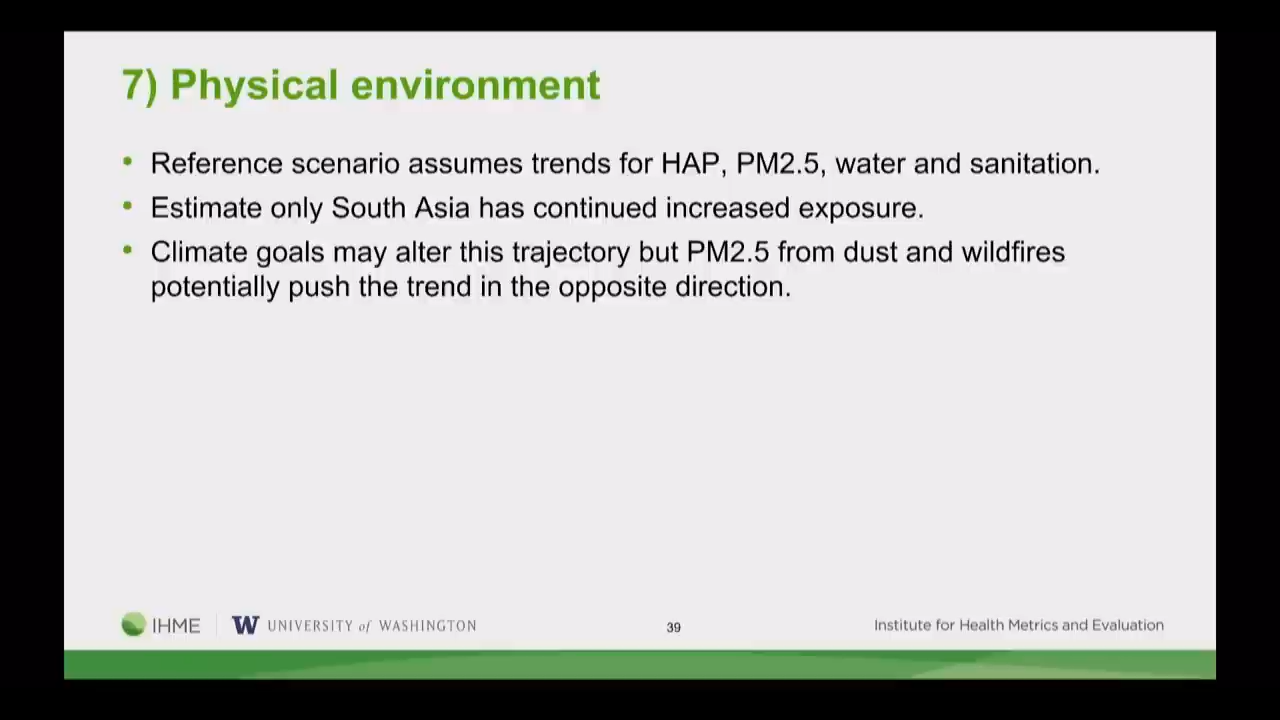 7) Physical environment
• Reference scenario assumes trends for HAP, PM2.5, water and sanitation.
• Estimate only South Asia has continued increased exposure.
• Climate goals may alter this trajectory but PM2.5 from dust and wildfires
potentially push the trend in the opposite direction.
IHME
W UNIVERSITY of WASHINGTON
39
Institute for Health Metrics and Evaluation